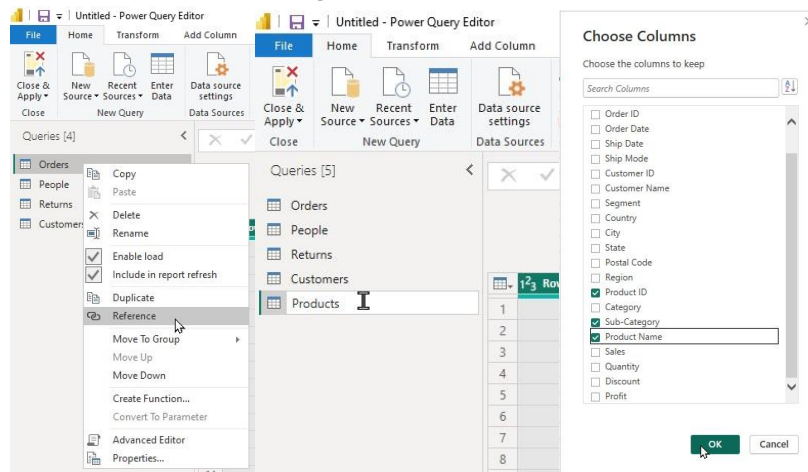 Untitled - Power Query Editor
File Home Transform Add Column
Close & Apply New Source Recent Sources Enter Data Data source settings
Close New Query Data Sources
Queries [4]
Orders
People
Returns
Customers
Copy
Paste
Delete
Rename
Enable load
Include in report refresh
Duplicate
Reference
Move To Group
Move Up
Move Down
Create Function...
Convert To Parameter
Advanced Editor
Properties...
Untitled - Power Query Editor
File Home Transform Add Column
Close & Apply New Source Recent Sources Enter Data Data source settings
Close New Query Data Sources
Queries [5]
Orders
People
Returns
Customers
Products
1²3 Row
1
2
3
4
5
6
7
8
Choose Columns
Choose the columns to keep
Search Columns
Order ID
Order Date
Ship Date
Ship Mode
Customer ID
Customer Name
Segment
Country
City
State
Postal Code
Region
Product ID
Category
Sub-Category
Product Name
Sales
Quantity
Discount
Profit
OK Cancel